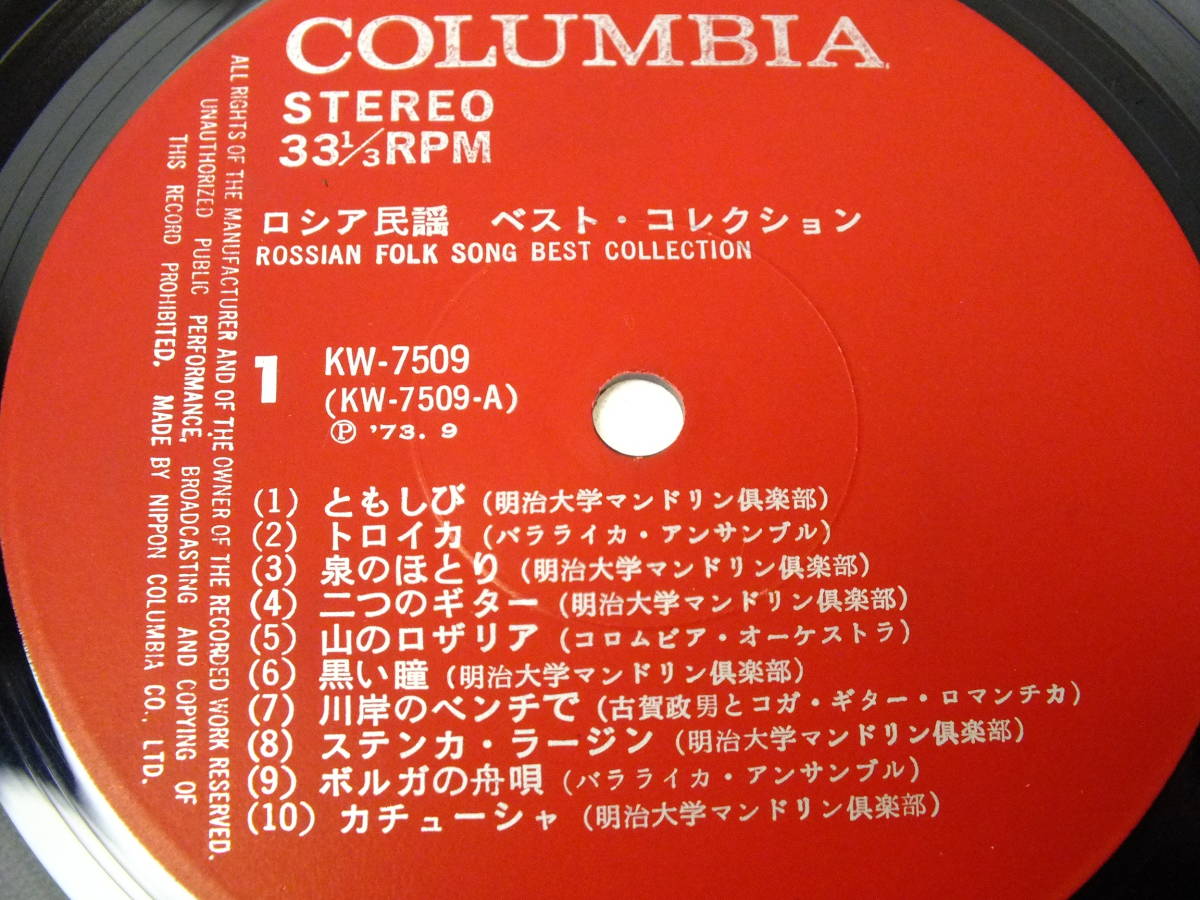 COLUMBIA
STEREO
33⅓RPM
ロシア民謡 ベスト・コレクション
ROSSIAN FOLK SONG BEST COLLECTION
1
KW-7509
(KW-7509-A)
Ⓟ '73. 9
(1) ともしび (明治大学マンドリン倶楽部)
(2) トロイカ (バラライカ・アンサンブル)
(3) 泉のほとり (明治大学マンドリン倶楽部)
(4) 二つのギター (明治大学マンドリン倶楽部)
(5) 山のロザリア (コロムビア・オーケストラ)
(6) 黒い瞳 (明治大学マンドリン倶楽部)
(7) 川岸のベンチで (古賀政男とコガ・ギター・ロマンチカ)
(8) ステンカ・ラージン (明治大学マンドリン倶楽部)
(9) ボルガの舟唄 (バラライカ・アンサンブル)
(10) カチューシャ (明治大学マンドリン倶楽部)
ALL RIGHTS OF THE MANUFACTURER AND OF THE OWNER OF THE RECORDED WORK RESERVED.
UNAUTHORIZED PUBLIC PERFORMANCE, BROADCASTING AND COPYING OF
THIS RECORD PROHIBITED. MADE BY NIPPON COLUMBIA CO., LTD.